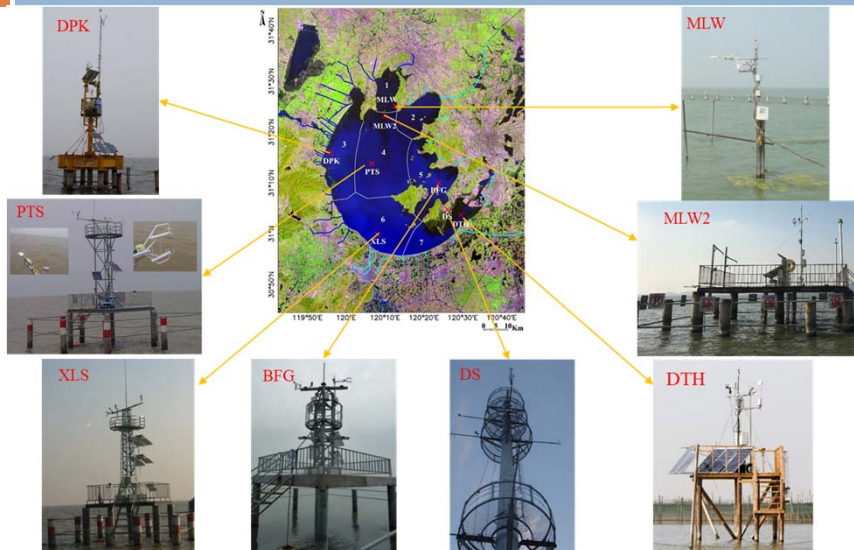 DPK
MLW
PTS
MLW2
XLS
BFG
DS
DTH
N
31°40'N
31°30'N
31°20'N
31°10'N
31°N
30°50'N
119°50'E
120°E
120°10'E
120°20'E
120°30'E
120°40'E
0 5 10Km
1
MLW
MLW2
2
3
4
DPK
PTS
5
BFG
6
DS
DTH
XLS
7